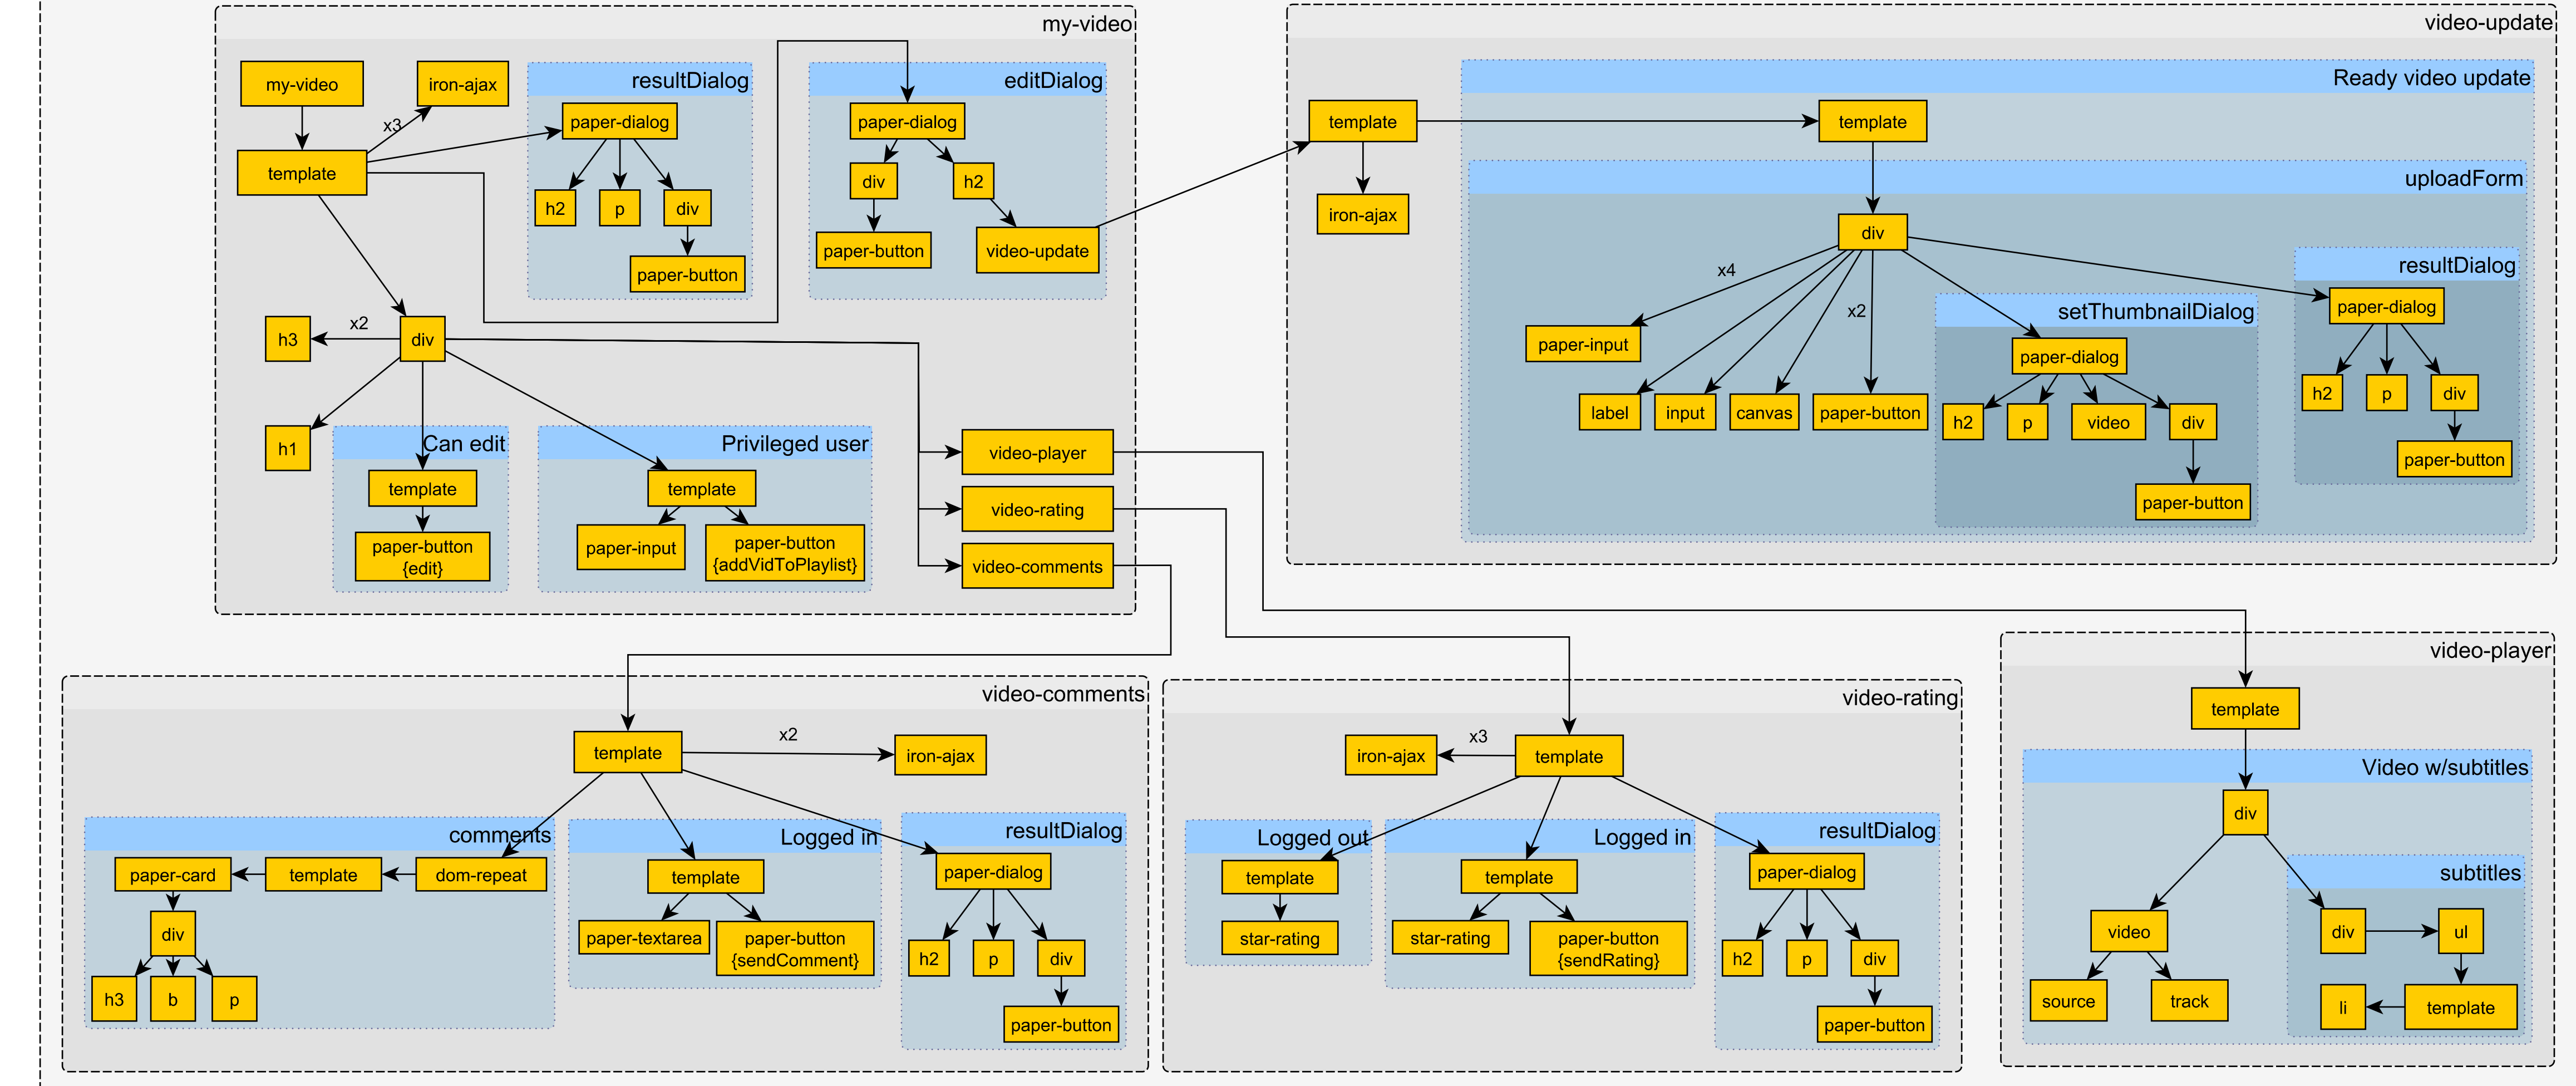 my-video
my-video
iron-ajax
x3
template
resultDialog
paper-dialog
h2
p
div
paper-button
editDialog
paper-dialog
div
h2
paper-button
video-update
h3
x2
div
h1
Can edit
template
paper-button
{edit}
Privileged user
template
paper-input
paper-button
{addVidToPlaylist}
video-player
video-rating
video-comments
video-update
template
iron-ajax
Ready video update
template
uploadForm
div
x4
x2
paper-input
label
input
canvas
paper-button
setThumbnailDialog
paper-dialog
h2
p
video
div
paper-button
resultDialog
paper-dialog
h2
p
div
paper-button
video-comments
template
x2
iron-ajax
comments
paper-card
template
dom-repeat
div
h3
b
p
Logged in
template
paper-textarea
paper-button
{sendComment}
resultDialog
paper-dialog
h2
p
div
paper-button
video-rating
iron-ajax
x3
template
Logged out
template
star-rating
Logged in
template
star-rating
paper-button
{sendRating}
resultDialog
paper-dialog
h2
p
div
paper-button
video-player
template
Video w/subtitles
div
video
source
track
subtitles
div
ul
li
template